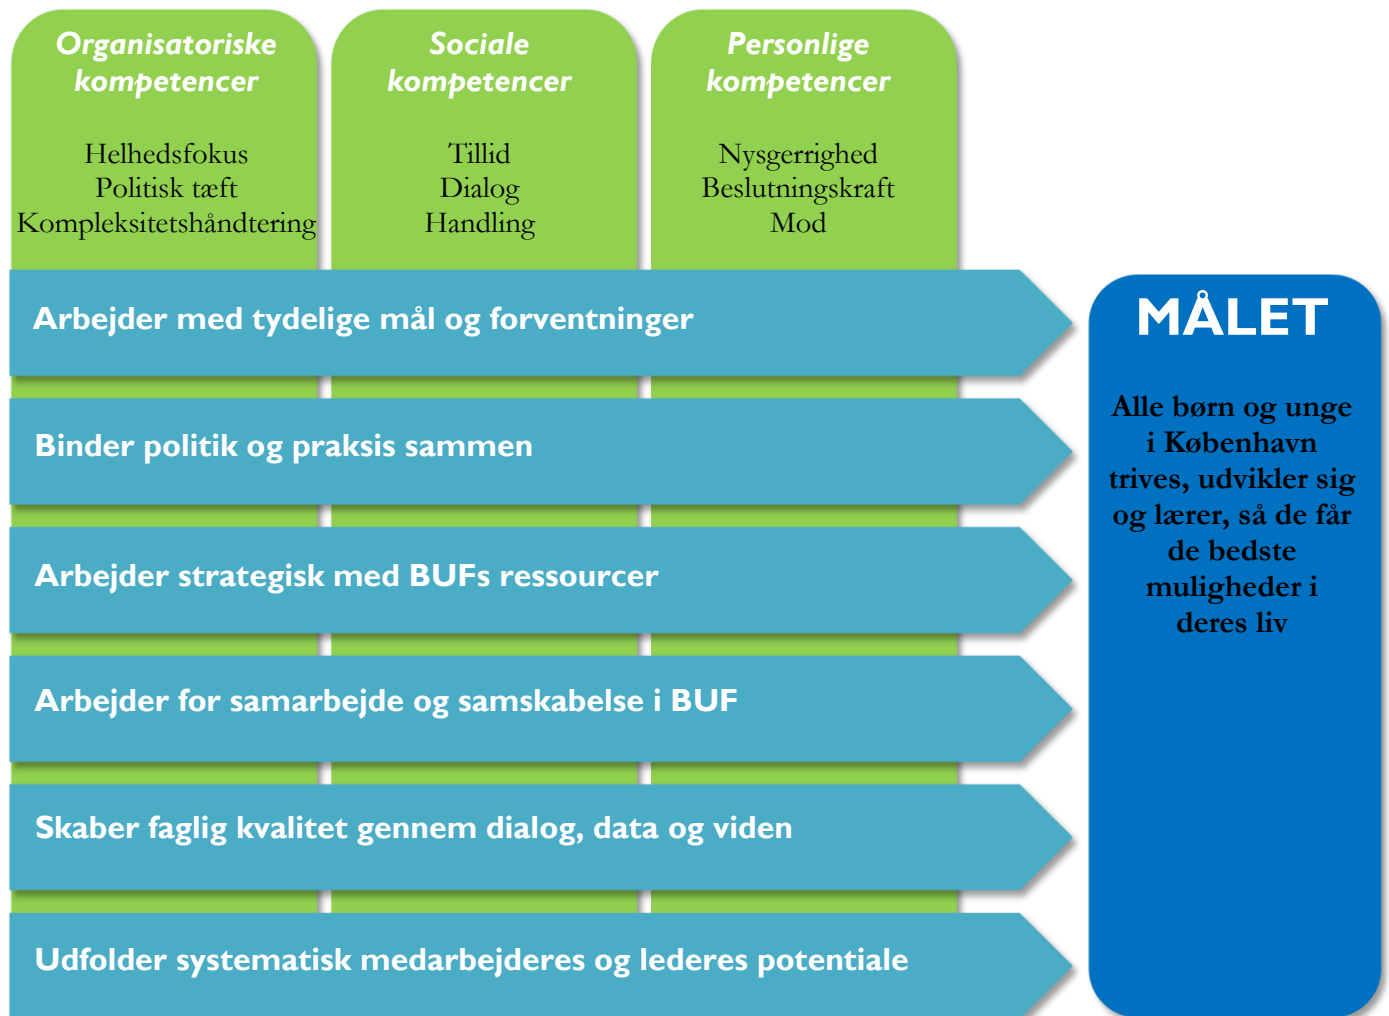 Organisatoriske
kompetencer
Helhedsfokus
Politisk tæft
Kompleksitetshåndtering
Sociale
kompetencer
Tillid
Dialog
Handling
Personlige
kompetencer
Nysgerrighed
Beslutningskraft
Mod
Arbejder med tydelige mål og forventninger
Binder politik og praksis sammen
Arbejder strategisk med BUFs ressourcer
Arbejder for samarbejde og samskabelse i BUF
Skaber faglig kvalitet gennem dialog, data og viden
Udfolder systematisk medarbejderes og lederes potentiale
MÅLET
Alle børn og unge
i København
trives, udvikler sig
og lærer, så de får
de bedste
muligheder i
deres liv